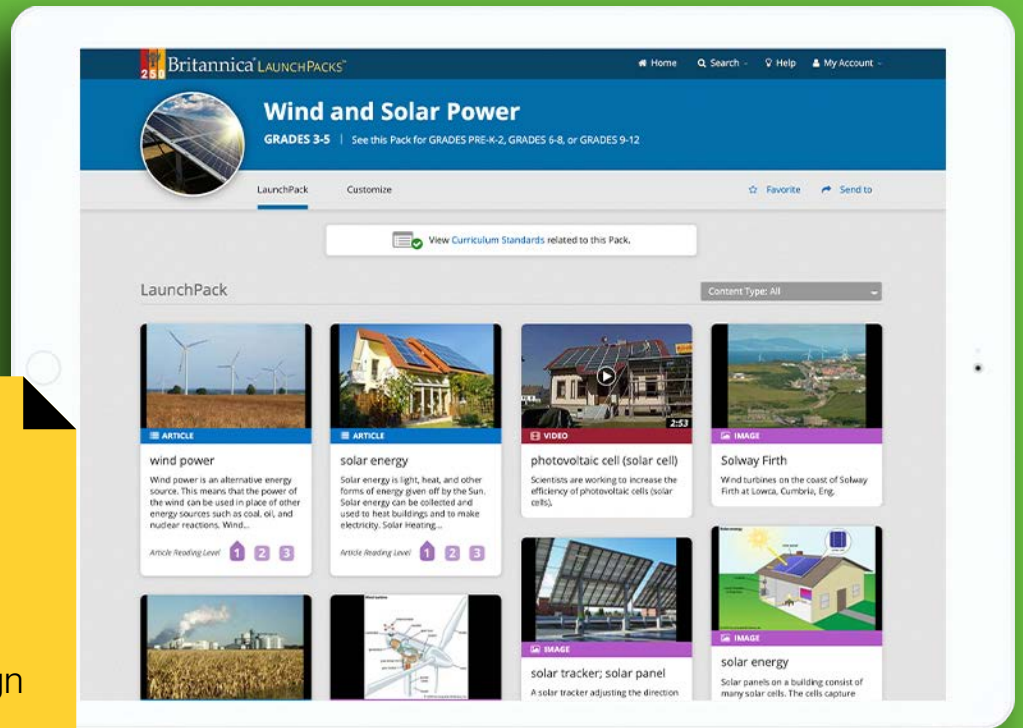 250 Britannica® LAUNCHPACKS™
Home Search Help My Account
Wind and Solar Power
GRADES 3-5 | See this Pack for GRADES PRE-K-2, GRADES 6-8, or GRADES 9-12
LaunchPack Customize Favorite Send to
View Curriculum Standards related to this Pack.
LaunchPack
Content Type: All
ARTICLE
wind power
Wind power is an alternative energy
source. This means that the power of
the wind can be used in place of other
energy sources such as coal, oil, and
nuclear reactions. Wind...
Article Reading Level 1 2 3
ARTICLE
solar energy
Solar energy is light, heat, and other
forms of energy given off by the Sun.
Solar energy can be collected and
used to heat buildings and to make
electricity. Solar Heating...
Article Reading Level 1 2 3
2:53
VIDEO
photovoltaic cell (solar cell)
Scientists are working to increase the
efficiency of photovoltaic cells (solar
cells).
IMAGE
Solway Firth
Wind turbines on the coast of Solway
Firth at Lowca, Cumbria, Eng.
Wind turbine
IMAGE
solar tracker; solar panel
A solar tracker adjusting the direction
Solar energy
IMAGE
solar energy
Solar panels on a building consist of
many solar cells. The cells capture
gn